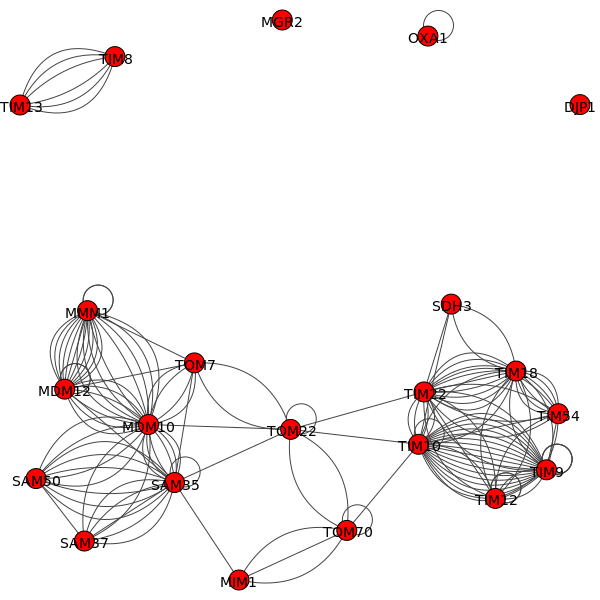 MGR2
OXA1
TIM8
TIM13
DJP1
SDH3
MMM1
TOM7
TIM18
MDM12
TIM22
TIM54
MDM10
TOM22
TIM10
TIM9
SAM50
SAM35
TIM12
TOM70
SAM37
MIM1